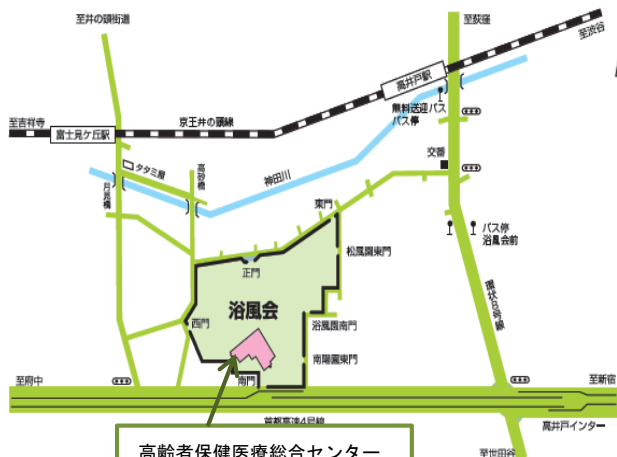 至井の頭街道
至荻窪
至渋谷
高井戸駅
無料送迎バス
バス停
京王井の頭線
至吉祥寺
富士見ケ丘駅
交番
タタミ屋
高砂橋
神田川
月見橋
東門
バス停
浴風会前
松風園東門
正門
環状8号線
浴風会
西門
浴風園南門
南陽園東門
至府中
南門
至新宿
首都高速4号線
高井戸インター
高齢者保健医療総合センター
至世田谷